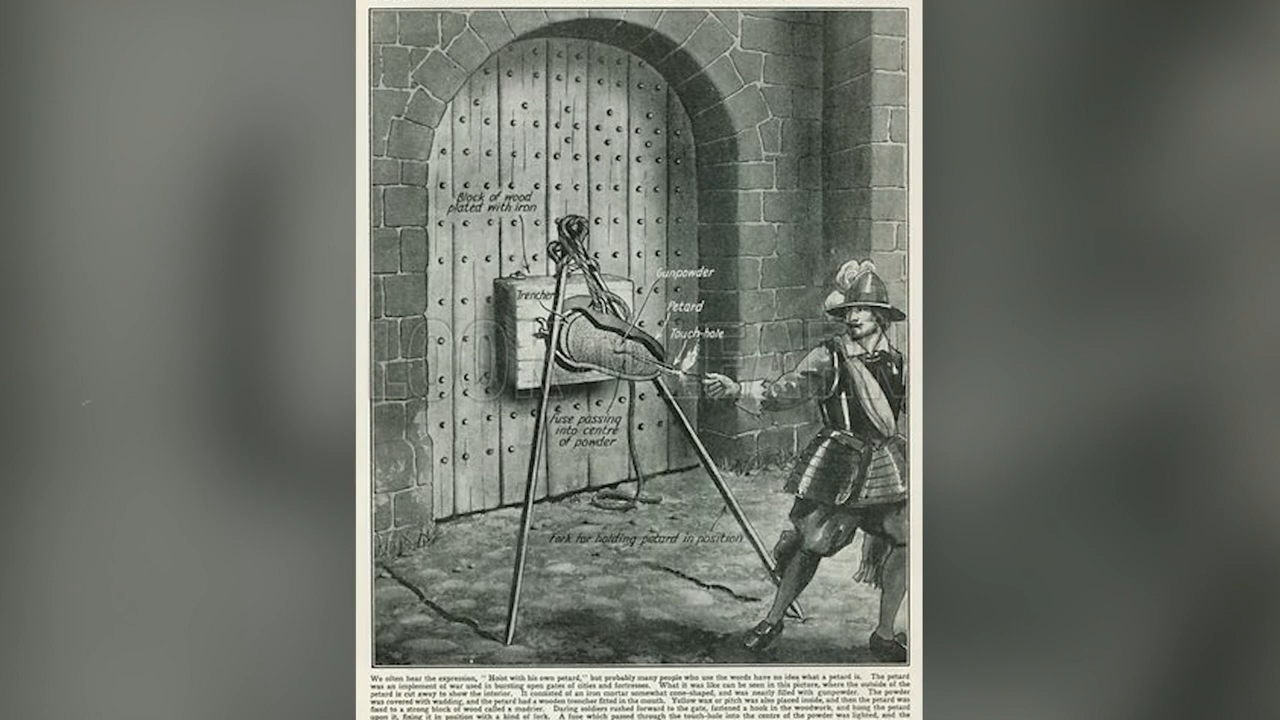 Block of wood
plated with iron
Gunpowder
Trencher
Petard
Touch-hole
Fuse passing
into centre
of powder
Fork for holding petard in position
We often hear the expression, "Hoist with his own petard," but probably many people who use the words have no idea what a petard is. The petard
was an implement of war used in bursting open gates of cities and fortresses. What it was like can be seen in this picture, where the outside of the
petard is cut away to show the interior. It consisted of an iron mortar somewhat cone-shaped, and was nearly filled with gunpowder. The powder
was covered with wadding, and the petard had a wooden trencher fitted in the mouth. Yellow wax or pitch was also placed inside, and then the petard was
fixed to a strong block of wood called a madrier. Daring soldiers rushed forward to the gate, fastened a hook in the woodwork, and hung the petard
upon it, fixing it in position with a kind of fork. A fuse which passed through the touch-hole into the centre of the powder was lighted, and the